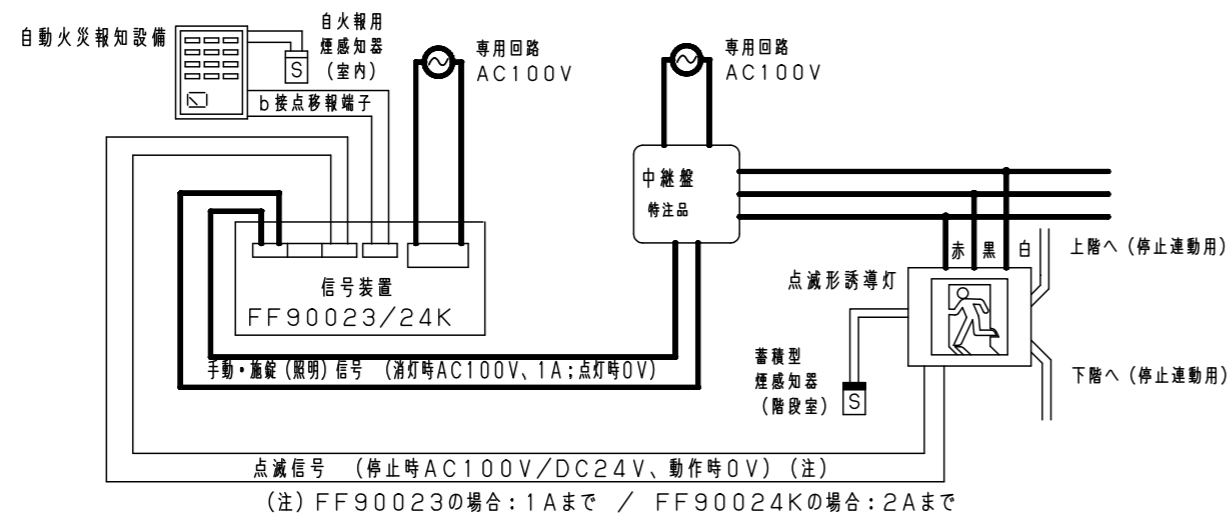 自動火災報知設備
自火報用
煙感知器
（室内）
S
b接点移報端子
専用回路
AC100V
専用回路
AC100V
中継盤
特注品
信号装置
FF90023/24K
手動・施錠（照明）信号 （消灯時AC100V、1A；点灯時0V）
赤 黒 白
点滅形誘導灯
上階へ（停止連動用）
下階へ（停止連動用）
蓄積型
煙感知器
（階段室）
S
点滅信号 （停止時AC100V/DC24V、動作時0V）（注）
（注）FF90023の場合：1Aまで / FF90024Kの場合：2Aまで